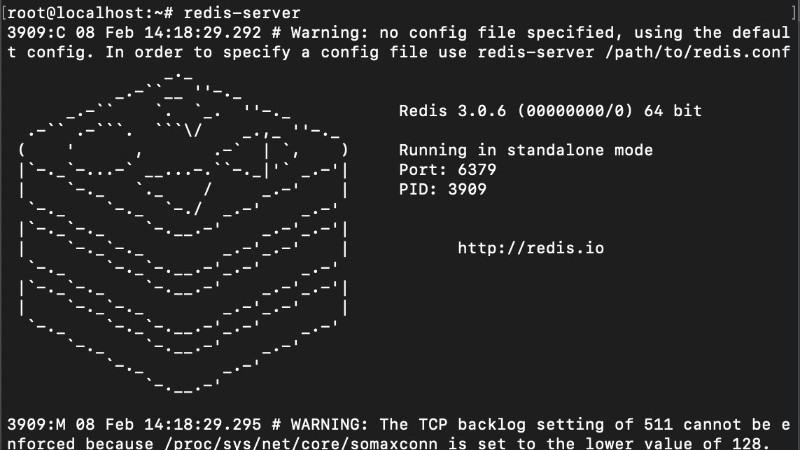 [root@localhost:~# redis-server ]
3909:C 08 Feb 14:18:29.292 # Warning: no config file specified, using the defaul
t config. In order to specify a config file use redis-server /path/to/redis.conf
Redis 3.0.6 (00000000/0) 64 bit
Running in standalone mode
Port: 6379
PID: 3909
http://redis.io
3909:M 08 Feb 14:18:29.295 # WARNING: The TCP backlog setting of 511 cannot be e
nforced because /proc/sys/net/core/somaxconn is set to the lower value of 128.